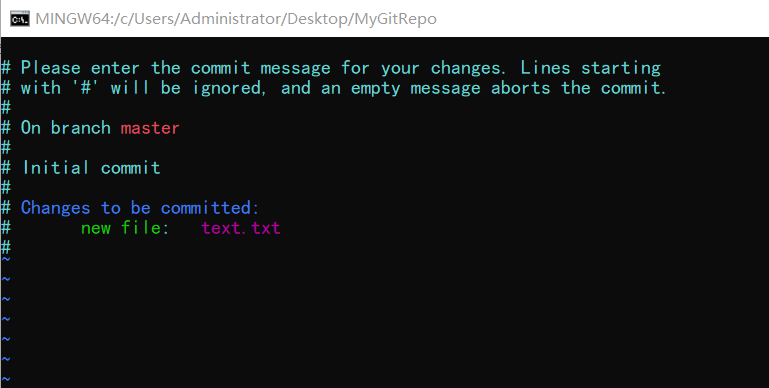 MINGW64:/c/Users/Administrator/Desktop/MyGitRepo
# Please enter the commit message for your changes. Lines starting
# with '#' will be ignored, and an empty message aborts the commit.
#
# On branch master
#
# Initial commit
#
# Changes to be committed:
#       new file:   text.txt
#
~
~
~
~
~
~
~